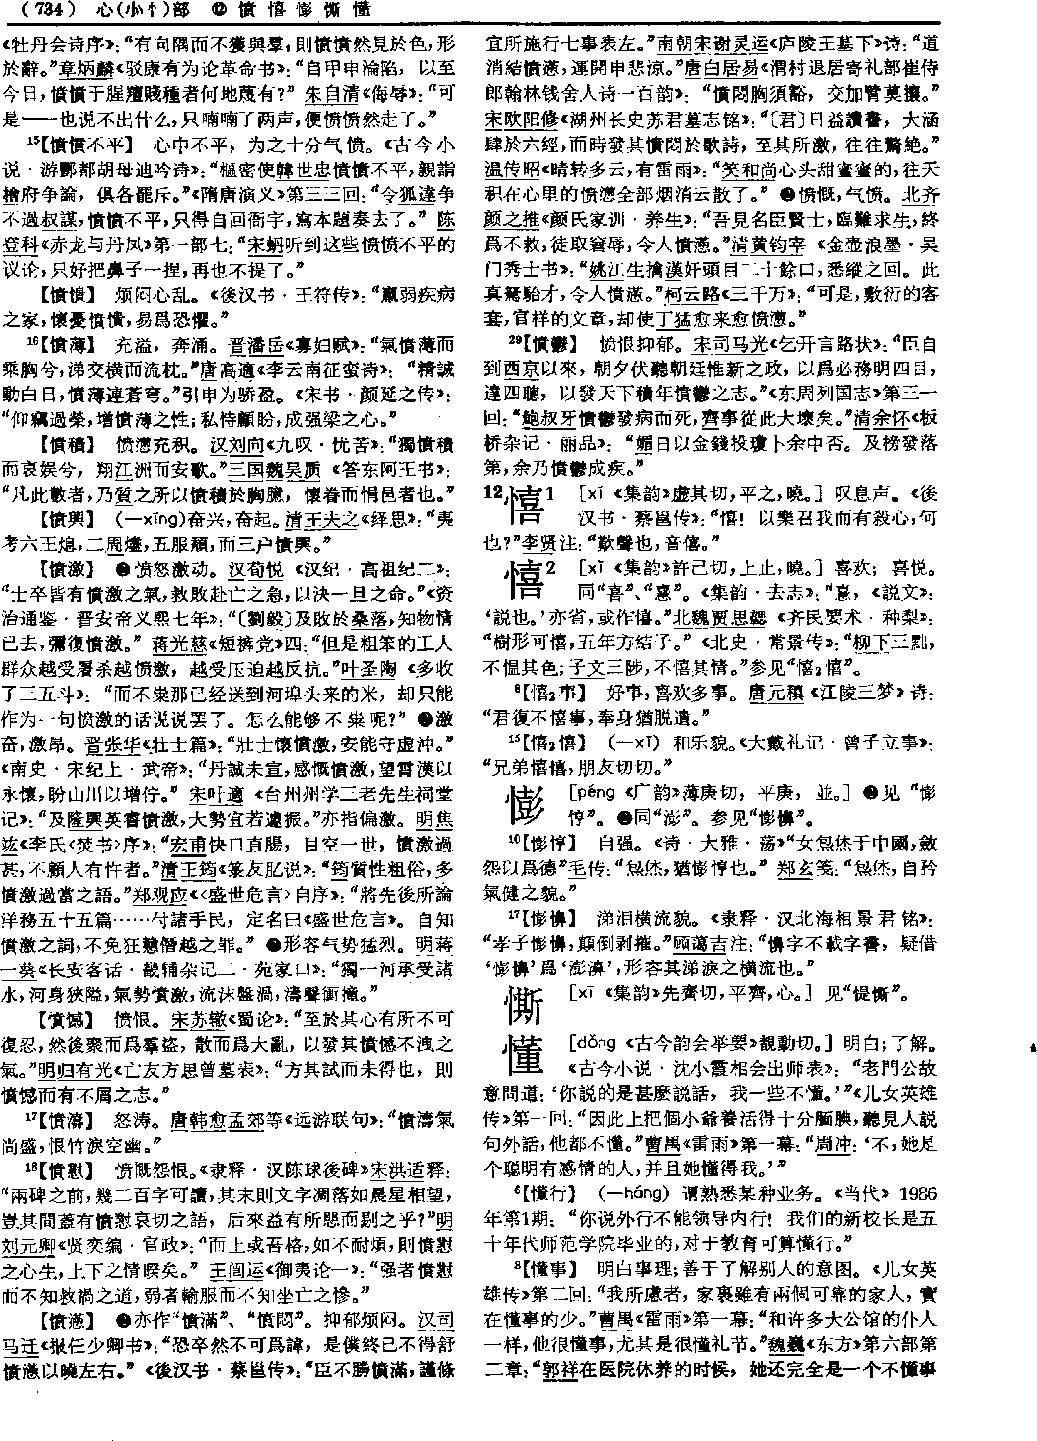 (734) 心(小忄)部 ⓬ 憤 憘 憉 㒋 懂
《牡丹会诗序》：“有向隅而不獲與羣，則憤憤然見於色，形
於辭。”章炳麟《驳康有为论革命书》：“自甲申淪陷，以至
今日，憤憤于腥羶賤種者何地蔑有？” 朱自清《侮辱》：“可
是——也说不出什么，只喃喃了两声，便愤愤然走了。”
¹⁵【憤憤不平】 心中不平，为之十分气愤。《古今小
说·游酆都胡母迪吟诗》：“樞密使韓世忠憤憤不平，親詣
檜府争論，俱各罷斥。”《隋唐演义》第三三回：“令狐達争
不過叔謀，憤憤不平，只得自回衙宇，寫本題奏去了。” 陈
登科《赤龙与丹凤》第一部七：“宋蛃听到这些愤愤不平的
议论，只好把鼻子一捏，再也不提了。”
【憤憒】 烦闷心乱。《後汉书·王符传》：“羸弱疾病
之家，懷憂憤憒，易爲恐懼。”
¹⁶【憤薄】 充溢，奔涌。晋潘岳《寡妇赋》：“氣憤薄而
乘胸兮，涕交横而流枕。”唐高適《李云南征蛮诗》：“精誠
動白日，憤薄連蒼穹。”引申为骄盈。《宋书·颜延之传》：
“仰竊過榮，增憤薄之性；私恃顧盼，成强梁之心。”
【憤積】 愤懑充积。汉刘向《九叹·忧苦》：“獨憤積
而哀娱兮，翔江洲而安歌。”三国魏吴质《答东阿王书》：
“凡此數者，乃質之所以憤積於胸臆，懷眷而悁邑者也。”
【憤興】 (—xīng)奋兴，奋起。清王夫之《绎思》：“夷
考六王熄，二周燼，五服頽，而三户憤興。”
【憤激】 ❶愤怒激动。汉荀悦《汉纪·高祖纪二》：
“士卒皆有憤激之氣，救敗赴亡之急，以決一旦之命。”《资
治通鉴·晋安帝义熙七年》：“〔劉毅〕及敗於桑落，知物情
已去，彌復憤激。” 蒋光慈《短裤党》四：“但是粗笨的工人
群众越受屠杀越愤激，越受压迫越反抗。”叶圣陶《多收
了三五斗》：“而不粜那已经送到河埠头来的米，却只能
作为一句愤激的话说说罢了。怎么能够不粜呢？” ❷激
奋，激昂。晋张华《壮士篇》：“壯士懷憤激，安能守虚冲。”
《南史·宋纪上·武帝》：“丹誠未宣，感慨憤激，望霄漢以
永懷，盼山川以增佇。” 宋叶適《台州州学三老先生祠堂
记》：“及隆興英睿憤激，大勢宜若遽振。”亦指偏激。明焦
竑《李氏〈焚书〉序》：“宏甫快口直腸，目空一世，憤激過
甚，不顧人有忤者。”清王筠《箓友肊说》：“筠質性粗俗，多
憤激過當之語。”郑观应《〈盛世危言〉自序》：“將先後所論
洋務五十五篇……付諸手民，定名曰《盛世危言》。自知
憤激之詞，不免狂戇僭越之罪。” ❸形容气势猛烈。明蒋
一葵《长安客话·畿辅杂记二·苑家口》：“獨一河承受諸
水，河身狹隘，氣勢憤激，流沫盤渦，濤聲衝撞。”
【憤憾】 愤恨。宋苏辙《蜀论》：“至於其心有所不可
復忍，然後聚而爲羣盜，散而爲大亂，以發其憤憾不洩之
氣。”明归有光《亡友方思曾墓表》：“方其試而未得也，則
憤憾而有不屑之志。”
¹⁷【憤濤】 怒涛。唐韩愈孟郊等《远游联句》：“憤濤氣
尚盛，恨竹淚空幽。”
¹⁸【憤懟】 愤慨怨恨。《隶释·汉陈球後碑》宋洪适释：
“兩碑之前，幾二百字可讀，其末則文字凋落如晨星相望，
豈其間蓋有憤懟哀切之語，后來益有所愳而剔之乎？”明
刘元卿《贤奕编·官政》：“而上或吝格，如不耐煩，則憤懟
之心生，上下之情睽矣。” 王闿运《御夷论一》：“强者憤懟
而不知救禍之道，弱者輸服而不知坐亡之慘。”
【憤懣】 ❶亦作“憤滿”、“憤悶”。抑郁烦闷。汉司
马迁《报任少卿书》：“恐卒然不可爲諱，是僕終已不得舒
憤懣以曉左右。”《後汉书·蔡邕传》：“臣不勝憤滿，謹條
宜所施行七事表左。”南朝宋谢灵运《庐陵王墓下》诗：“道
消結憤懣，運開申悲凉。”唐白居易《渭村退居寄礼部崔侍
郎翰林钱舍人诗一百韵》：“憤悶胸須豁，交加臂莫攘。”
宋欧阳修《湖州长史苏君墓志铭》：“〔君〕日益讀書，大涵
肆於六經，而時發其憤悶於歌詩，至其所激，往往驚絶。”
温传昭《晴转多云，有雷雨》：“笑和尚心头甜蜜蜜的，往天
积在心里的愤懑全部烟消云散了。” ❷愤慨，气愤。北齐
颜之推《颜氏家训·养生》：“吾見名臣賢士，臨難求生，終
爲不救，徒取窘辱，令人憤懣。”清黄钧宰《金壶浪墨·吴
门秀士书》：“姚江生擒漢奸頭目二十餘口，悉縱之回。此
真駑駘才，令人憤懣。”柯云路《三千万》：“可是，敷衍的客
套，官样的文章，却使丁猛愈来愈愤懑。”
²⁹【憤鬱】 愤恨抑郁。宋司马光《乞开言路状》：“臣自
到西京以來，朝夕伏聽朝廷惟新之政，以爲必務明四目，
達四聰，以發天下積年憤鬱之志。”《东周列国志》第三一
回：“鮑叔牙憤鬱發病而死，齊事從此大壞矣。”清余怀《板
桥杂记·丽品》：“媚日以金錢投瓊卜余中否。及榜發落
第，余乃憤鬱成疾。”
12 憘¹ [xī《集韵》虚其切，平之，曉。] 叹息声。《後
汉书·蔡邕传》：“憘！以樂召我而有殺心，何
也？”李贤注：“歎聲也，音僖。”
憘² [xǐ《集韵》許己切，上止，曉。] 喜欢；喜悦。
同“喜”、“憙”。《集韵·去志》：“憙，《説文》：
‘説也。’亦省，或作憘。”北魏贾思勰《齐民要术·种梨》：
“樹形可憘，五年方結子。”《北史·常景传》：“柳下三黜，
不愠其色；子文三陟，不憘其情。”参见“憘₂憘”。
⁸【憘₂事】 好事，喜欢多事。唐元稹《江陵三梦》诗：
“君復不憘事，奉身猶脱遺。”
¹⁵【憘₂憘】 (—xǐ) 和乐貌。《大戴礼记·曾子立事》：
“兄弟憘憘，朋友切切。”
憉 [péng《广韵》薄庚切，平庚，並。] ❶见“憉
悙”。❷同“澎”。参见“憉㥬”。
¹⁰【憉悙】 自强。《诗·大雅·荡》“女炰烋于中國，斂
怨以爲德”毛传：“炰烋，猶憉悙也。” 郑玄笺：“炰烋，自矜
氣健之貌。”
¹⁷【憉㥬】 涕泪横流貌。《隶释·汉北海相景君铭》：
“孝子憉㥬，顛倒剥摧。”顾蔼吉注：“㥬字不載字書，疑借
‘憉㥬’爲‘澎濞’，形容其涕淚之横流也。”
㒋 [xī《集韵》先齊切，平齊，心。] 见“惿㒋”。
懂 [dǒng《古今韵会举要》覩動切。] 明白；了解。
《古今小说·沈小霞相会出师表》：“老門公故
意問道：‘你説的是甚麽説話，我一些不懂。’”《儿女英雄
传》第一回：“因此上把個小爺養活得十分腼腆，聽見人説
句外話，他都不懂。”曹禺《雷雨》第一幕：“周冲：‘不，她是
个聪明有感情的人，并且她懂得我。’”
⁶【懂行】 (—háng) 谓熟悉某种业务。《当代》1986
年第1期：“你说外行不能领导内行！我们的新校长是五
十年代师范学院毕业的，对于教育可算懂行。”
⁸【懂事】 明白事理；善于了解别人的意图。《儿女英
雄传》第二回：“我所慮者，家裏雖有兩個可靠的家人，實
在懂事的少。”曹禺《雷雨》第一幕：“和许多大公馆的仆人
一样，他很懂事，尤其是很懂礼节。”魏巍《东方》第六部第
二章：“郭祥在医院休养的时候，她还完全是一个不懂事